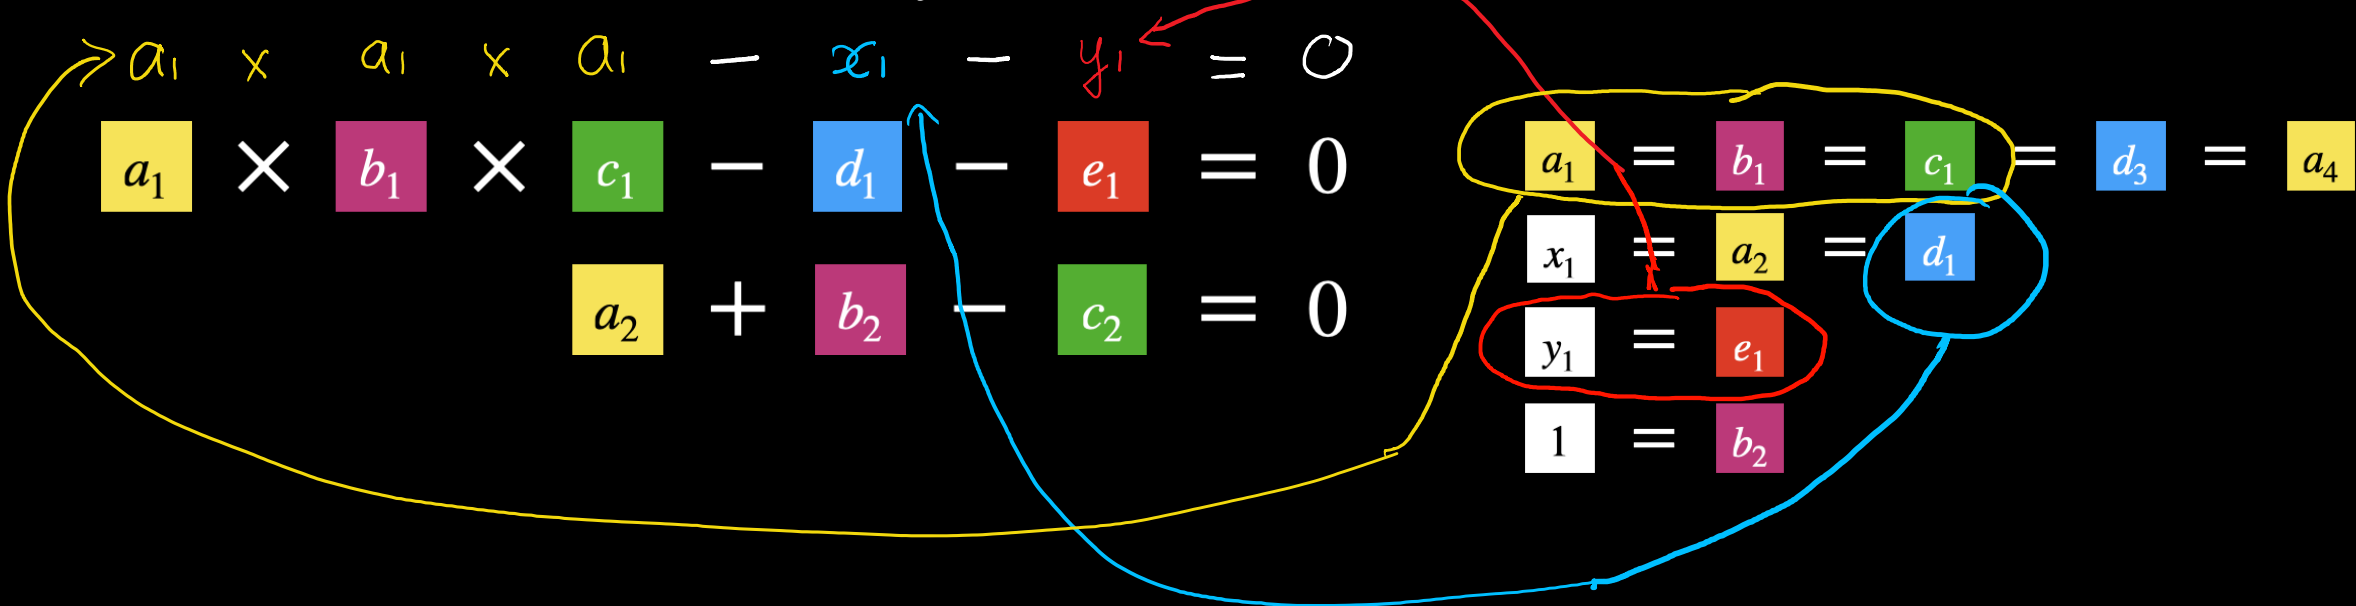 a₁ x a₁ x a₁ − x₁ − y₁ = 0
a₁ × b₁ × c₁ − d₁ − e₁ = 0
a₂ + b₂ − c₂ = 0
a₁ = b₁ = c₁ = d₃ = a₄
x₁ = a₂ = d₁
y₁ = e₁
1 = b₂